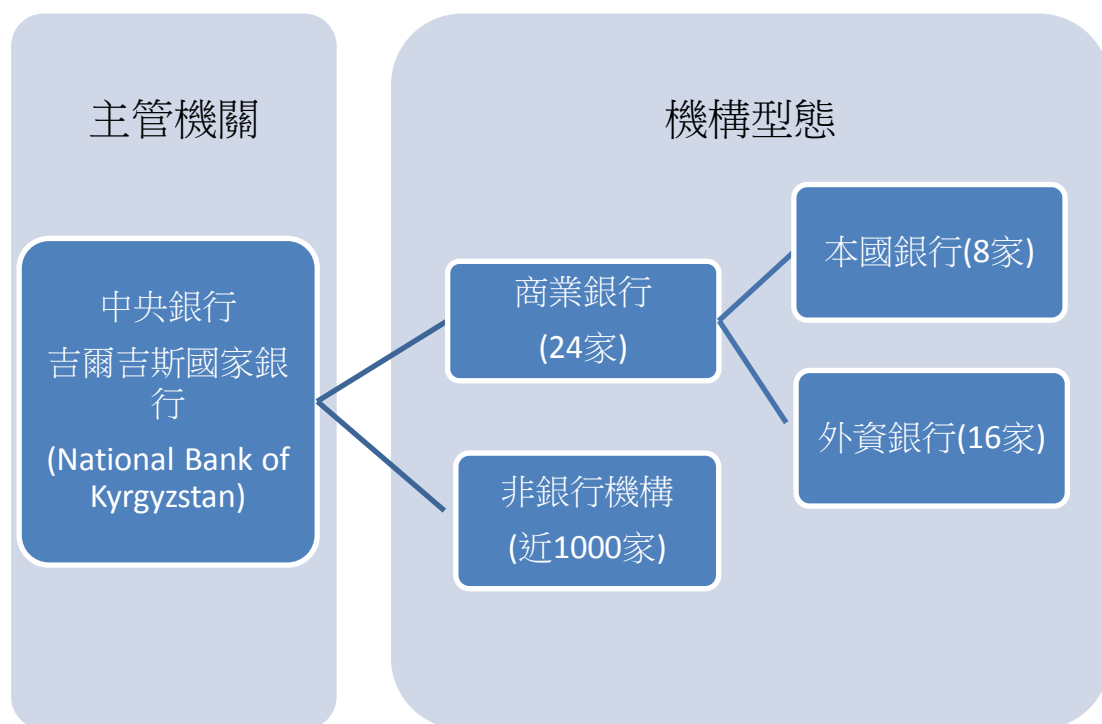 主管機關
機構型態
中央銀行
吉爾吉斯國家銀
行
(National Bank of
Kyrgyzstan)
商業銀行
(24家)
非銀行機構
(近1000家)
本國銀行(8家)
外資銀行(16家)